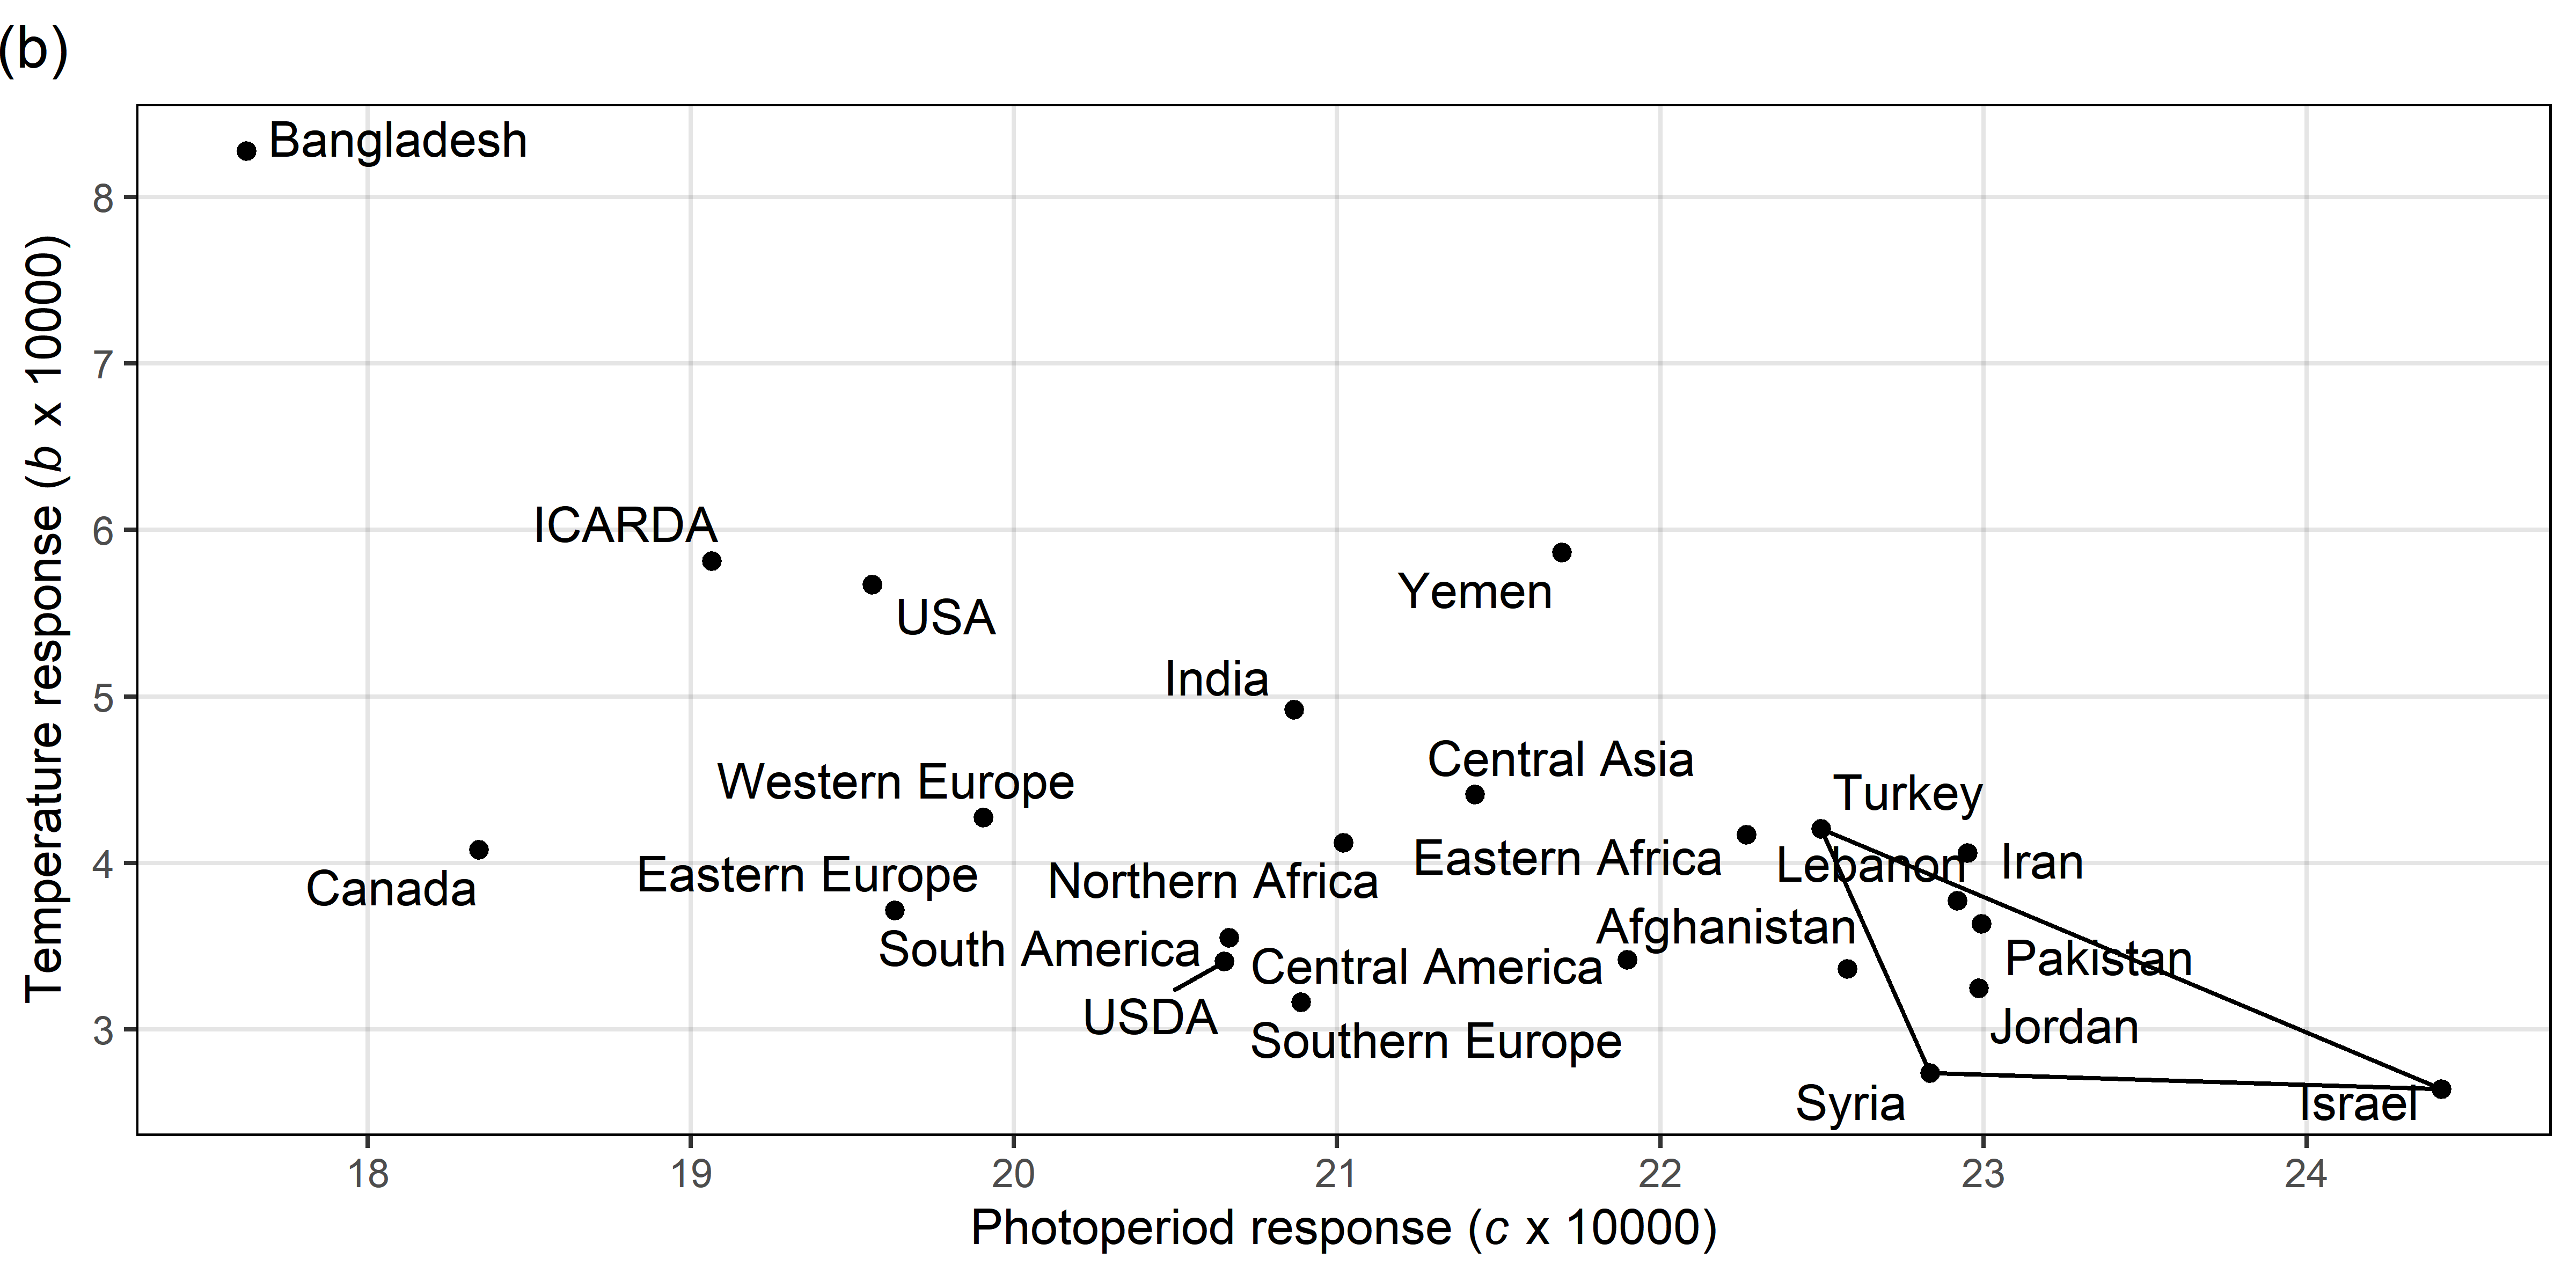 (b)
Bangladesh
8
7
ICARDA
6
Yemen
USA
India
5
Central Asia
Western Europe
Turkey
Eastern Africa
Lebanon
Iran
4
Canada
Eastern Europe
Northern Africa
Afghanistan
South America
Central America
Pakistan
USDA
Jordan
3
Southern Europe
Syria
Israel
Temperature response (b x 10000)
18 19 20 21 22 23 24
Photoperiod response (c x 10000)